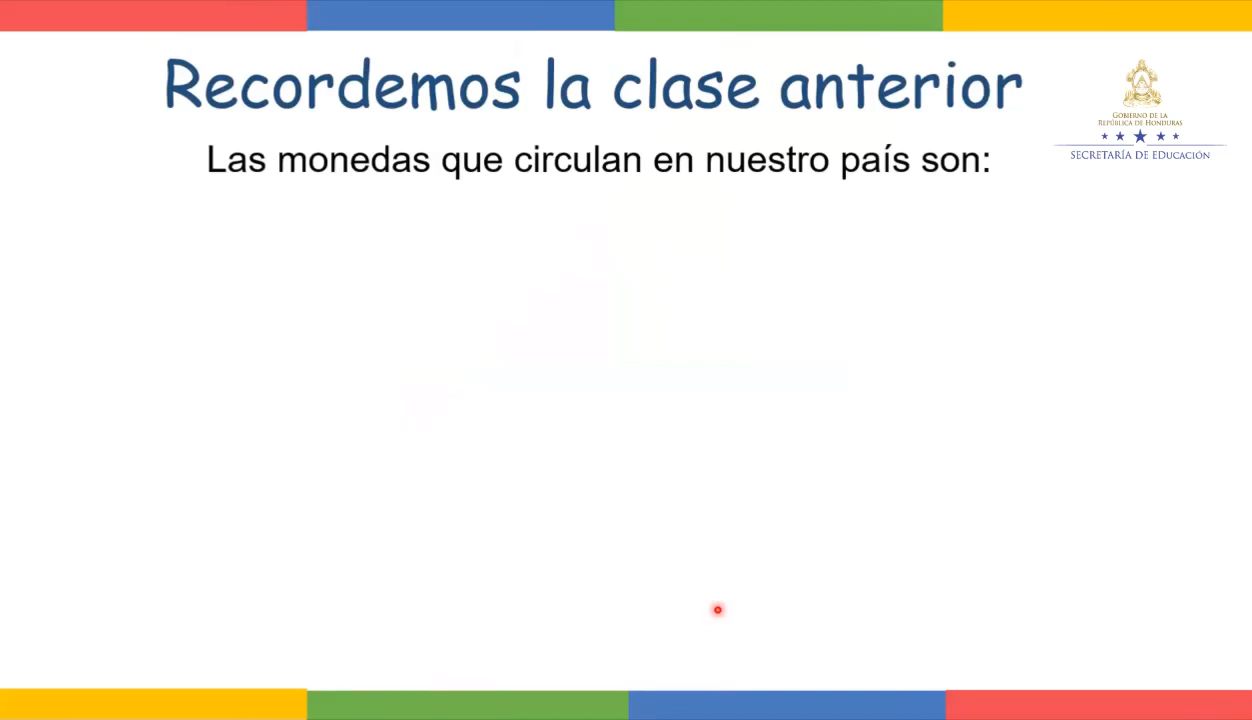 Recordemos la clase anterior
Las monedas que circulan en nuestro país son:
GOBIERNO DE LA
REPÚBLICA DE HONDURAS
SECRETARÍA DE EDUCACIÓN